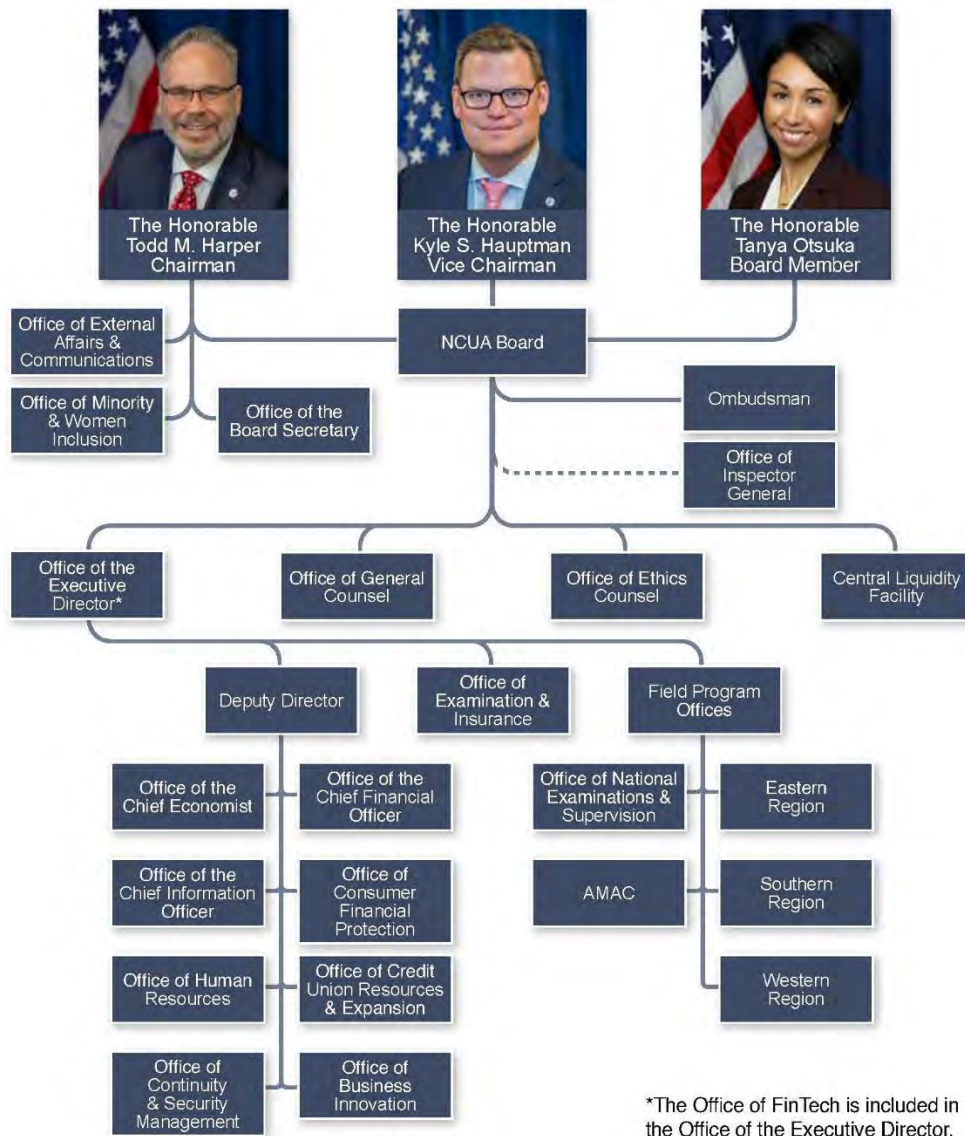 The Honorable
Todd M. Harper
Chairman
The Honorable
Kyle S. Hauptman
Vice Chairman
The Honorable
Tanya Otsuka
Board Member
Office of External
Affairs &
Communications
NCUA Board
Office of Minority
& Women
Inclusion
Office of the
Board Secretary
Ombudsman
Office of
Inspector
General
Office of the
Executive
Director*
Office of General
Counsel
Office of Ethics
Counsel
Central Liquidity
Facility
Deputy Director
Office of
Examination &
Insurance
Field Program
Offices
Office of the
Chief Economist
Office of the
Chief Financial
Officer
Office of National
Examinations &
Supervision
Eastern
Region
Office of the
Chief Information
Officer
Office of
Consumer
Financial
Protection
AMAC
Southern
Region
Office of Human
Resources
Office of Credit
Union Resources
& Expansion
Western
Region
Office of
Continuity
& Security
Management
Office of
Business
Innovation
*The Office of FinTech is included in
the Office of the Executive Director.